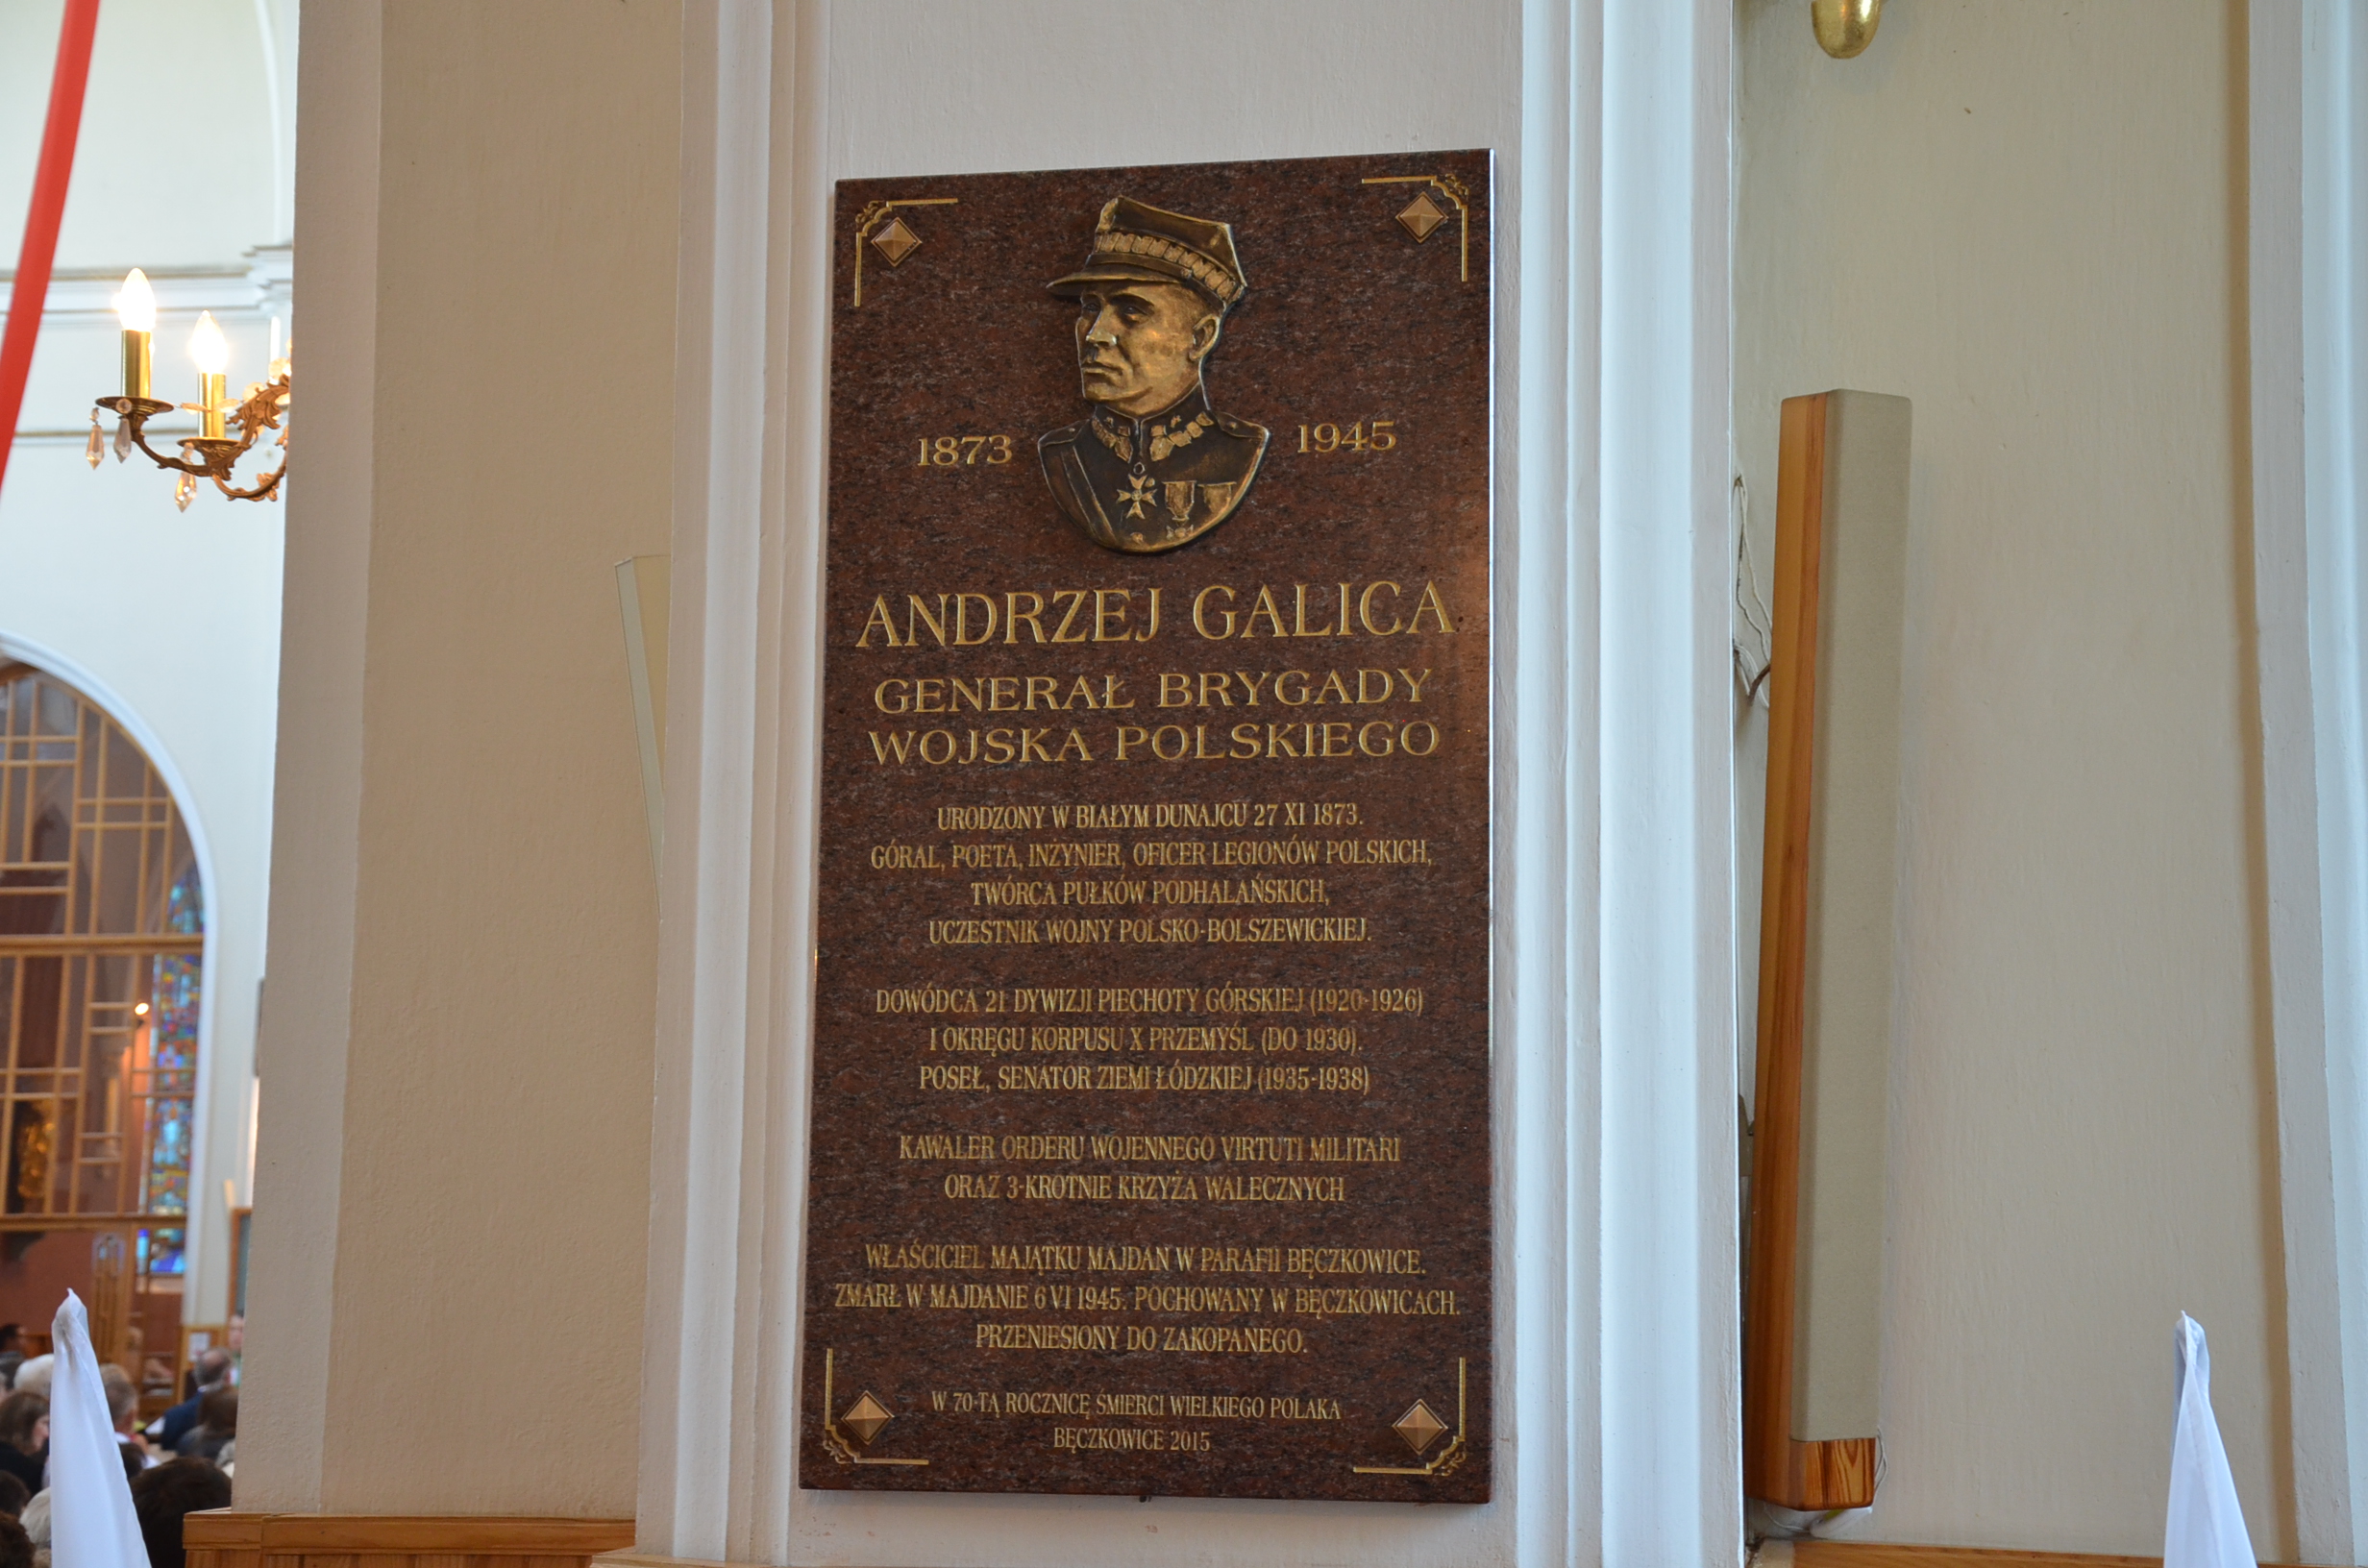 1873 1945
ANDRZEJ GALICA
GENERAŁ BRYGADY
WOJSKA POLSKIEGO
URODZONY W BIAŁYM DUNAJCU 27 XI 1873.
GÓRAL, POETA, INŻYNIER, OFICER LEGIONÓW POLSKICH,
TWÓRCA PUŁKÓW PODHALAŃSKICH,
UCZESTNIK WOJNY POLSKO-BOLSZEWICKIEJ.
DOWÓDCA 21 DYWIZJI PIECHOTY GÓRSKIEJ (1920-1926)
I OKRĘGU KORPUSU X PRZEMYŚL (DO 1930).
POSEŁ, SENATOR ZIEMI ŁÓDZKIEJ (1935-1938)
KAWALER ORDERU WOJENNEGO VIRTUTI MILITARI
ORAZ 3-KROTNIE KRZYŻA WALECZNYCH
WŁAŚCICIEL MAJĄTKU MAJDAN W PARAFII BĘCZKOWICE.
ZMARŁ W MAJDANIE 6 VI 1945. POCHOWANY W BĘCZKOWICACH.
PRZENIESIONY DO ZAKOPANEGO.
W 70-TĄ ROCZNICĘ ŚMIERCI WIELKIEGO POLAKA
BĘCZKOWICE 2015